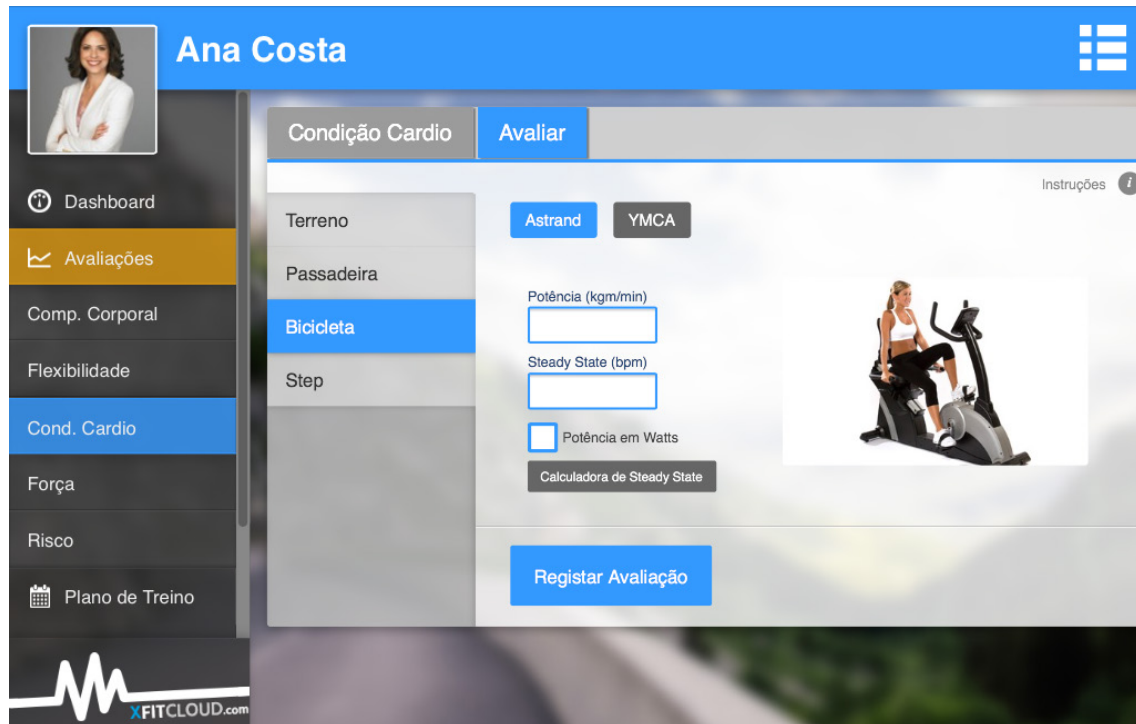 Ana Costa
Condição Cardio
Avaliar
Instruções
i
Dashboard
Avaliações
Comp. Corporal
Flexibilidade
Cond. Cardio
Força
Risco
Plano de Treino
XFITCLOUD.com
Terreno
Passadeira
Bicicleta
Step
Astrand
YMCA
Potência (kgm/min)
Steady State (bpm)
Potência em Watts
Calculadora de Steady State
Registar Avaliação